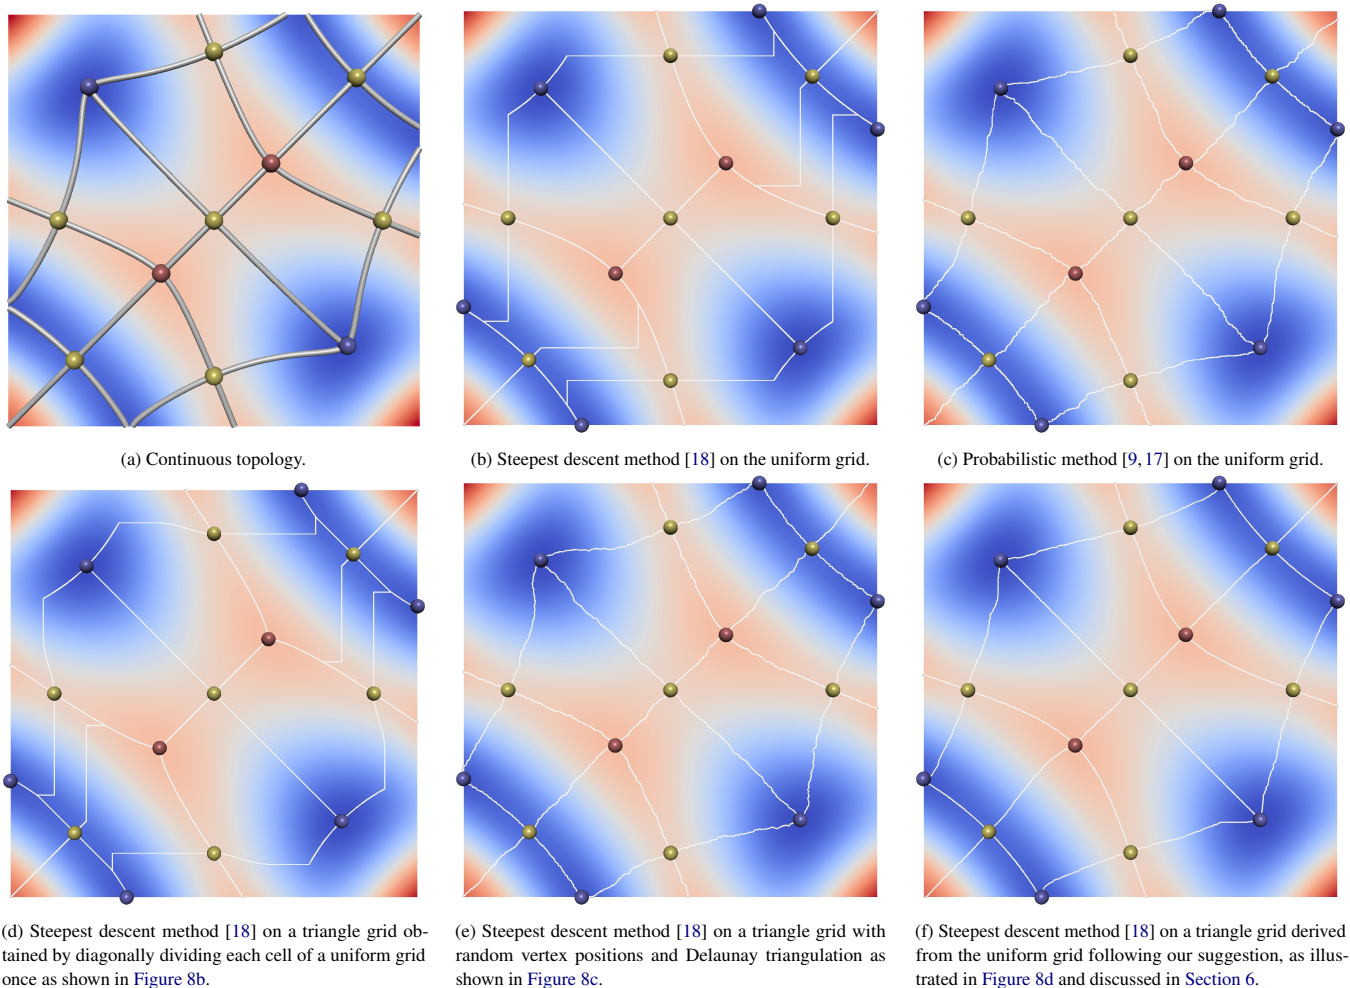 (a) Continuous topology.
(b) Steepest descent method [18] on the uniform grid.
(c) Probabilistic method [9, 17] on the uniform grid.
(d) Steepest descent method [18] on a triangle grid ob-
tained by diagonally dividing each cell of a uniform grid
once as shown in Figure 8b.
(e) Steepest descent method [18] on a triangle grid with
random vertex positions and Delaunay triangulation as
shown in Figure 8c.
(f) Steepest descent method [18] on a triangle grid derived
from the uniform grid following our suggestion, as illus-
trated in Figure 8d and discussed in Section 6.